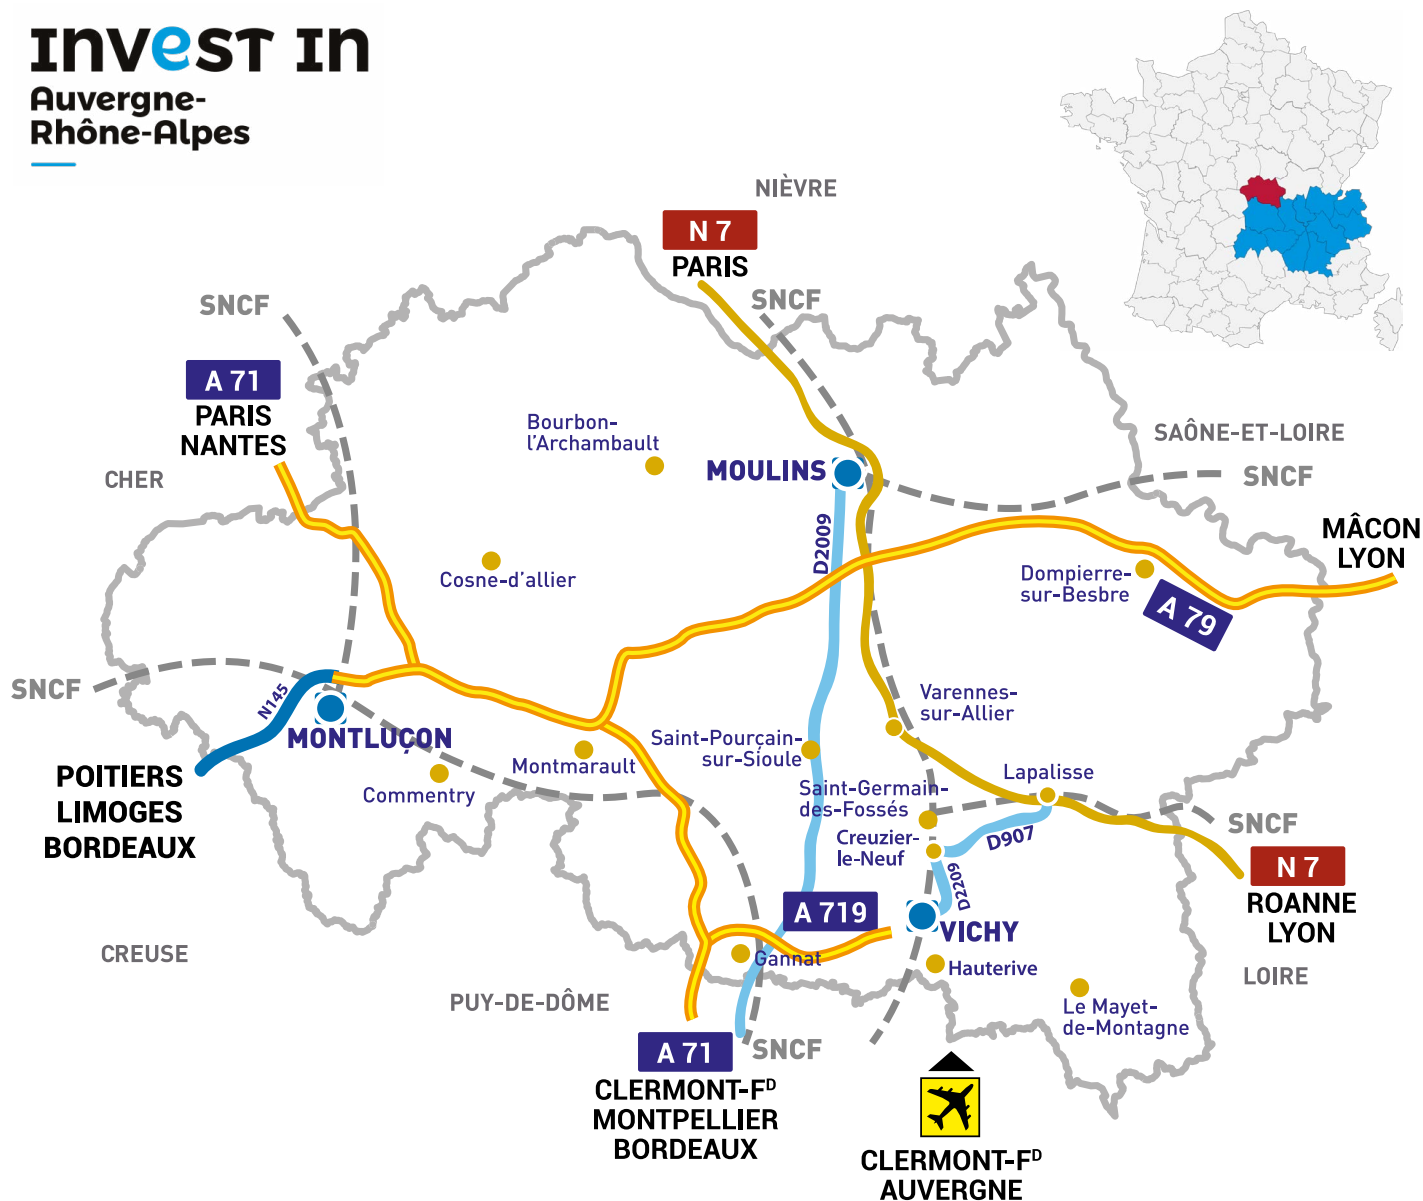 INVEST IN
Auvergne-
Rhône-Alpes
NIÈVRE
N 7
PARIS
SNCF
SNCF
A 71
PARIS
NANTES
CHER
Bourbon-
l'Archambault
MOULINS
SAÔNE-ET-LOIRE
SNCF
MÂCON
LYON
D2009
Cosne-d'allier
Dompierre-
sur-Besbre
A 79
SNCF
N145
MONTLUÇON
Varennes-
sur-Allier
Saint-Pourçain-
sur-Sioule
Montmarault
Commentry
POITIERS
LIMOGES
BORDEAUX
Lapalisse
Saint-Germain-
des-Fossés
Creuzier-
le-Neuf
D907
SNCF
D2209
N 7
ROANNE
LYON
A 719
VICHY
Gannat
Hauterive
CREUSE
LOIRE
PUY-DE-DÔME
Le Mayet-
de-Montagne
A 71
SNCF
CLERMONT-FD
MONTPELLIER
BORDEAUX
CLERMONT-FD
AUVERGNE